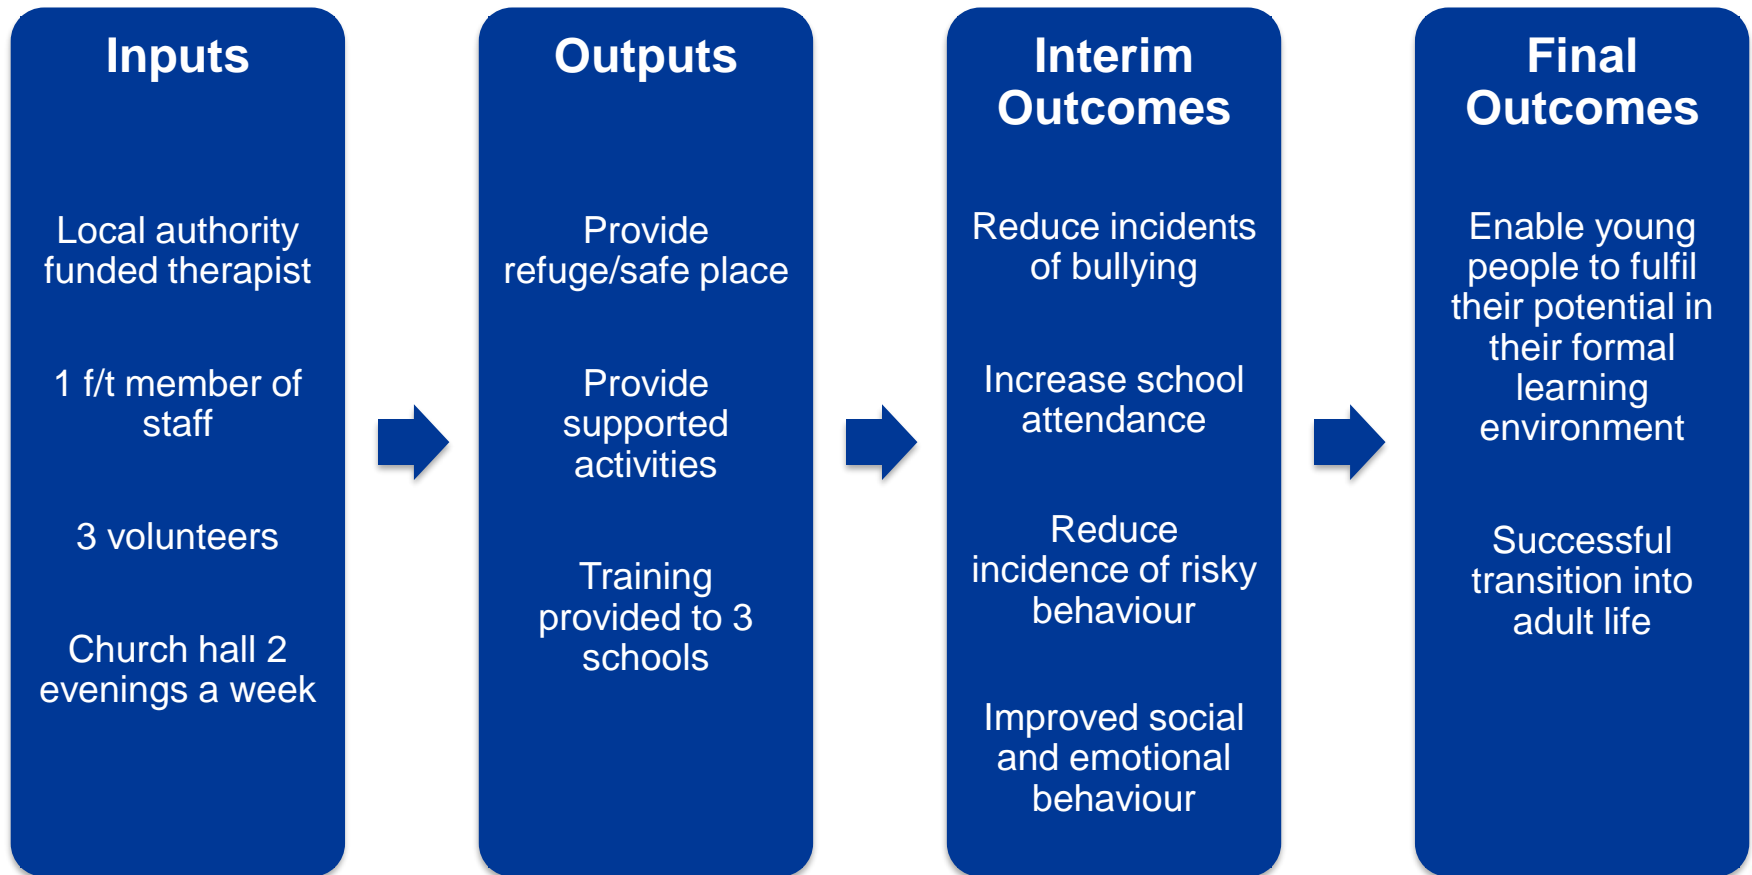 Inputs
Local authority
funded therapist
1 f/t member of
staff
3 volunteers
Church hall 2
evenings a week
Outputs
Provide
refuge/safe place
Provide
supported
activities
Training
provided to 3
schools
Interim
Outcomes
Reduce incidents
of bullying
Increase school
attendance
Reduce
incidence of risky
behaviour
Improved social
and emotional
behaviour
Final
Outcomes
Enable young
people to fulfil
their potential in
their formal
learning
environment
Successful
transition into
adult life